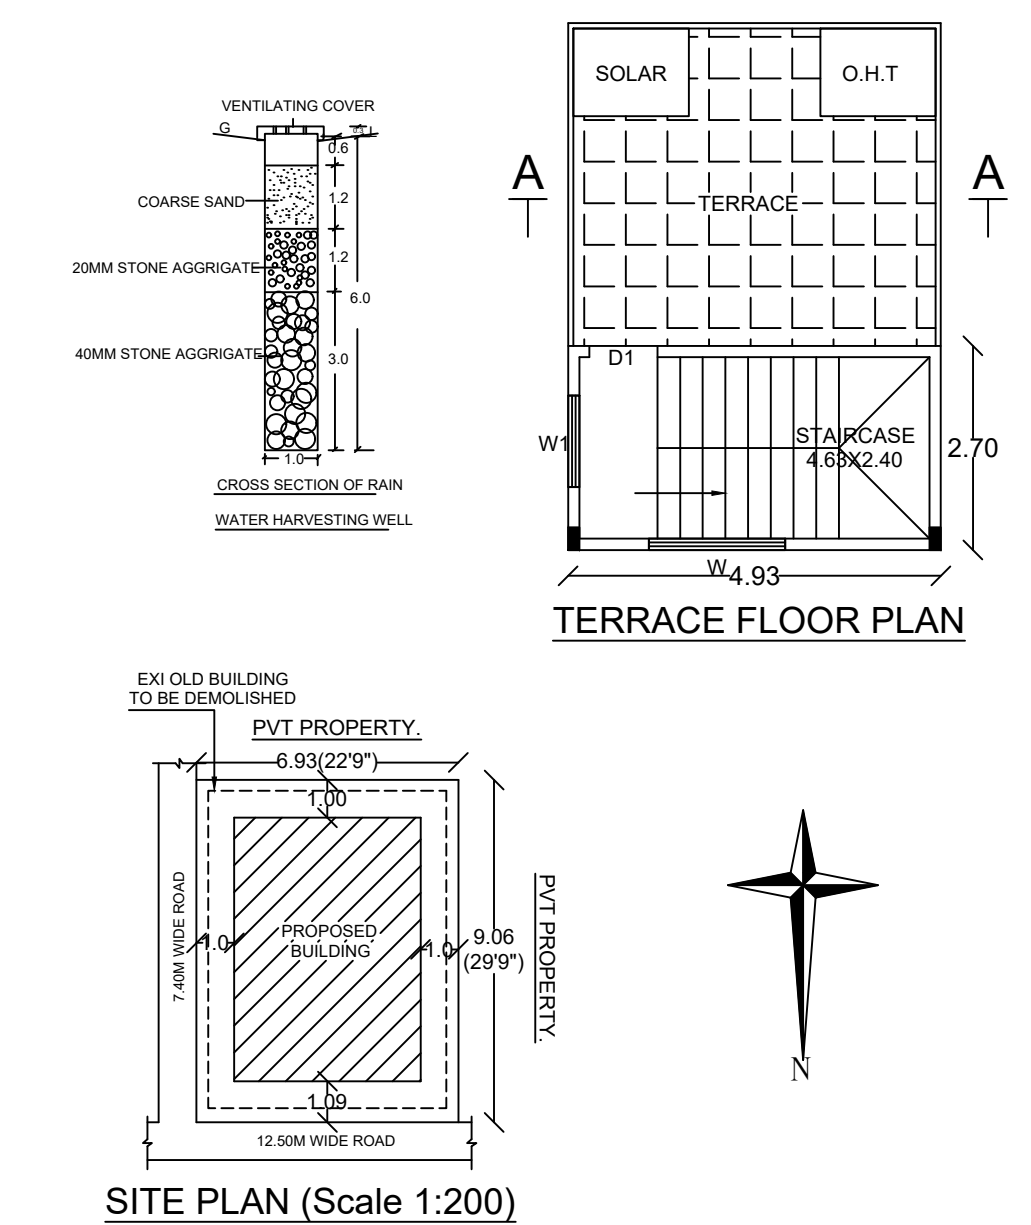 VENTILATING COVER
G
0.3
0.6
COARSE SAND
1.2
20MM STONE AGGRIGATE
1.2
6.0
40MM STONE AGGRIGATE
3.0
1.0
CROSS SECTION OF RAIN
WATER HARVESTING WELL
SOLAR
O.H.T
A
A
TERRACE
D1
W1
STAIRCASE
4.63X2.40
2.70
W
4.93
TERRACE FLOOR PLAN
EXI OLD BUILDING
TO BE DEMOLISHED
PVT PROPERTY.
6.93(22'9")
1.00
7.40M WIDE ROAD
1.0
PROPOSED
BUILDING
1.0
9.06
(29'9")
PVT PROPERTY.
1.09
12.50M WIDE ROAD
N
SITE PLAN (Scale 1:200)